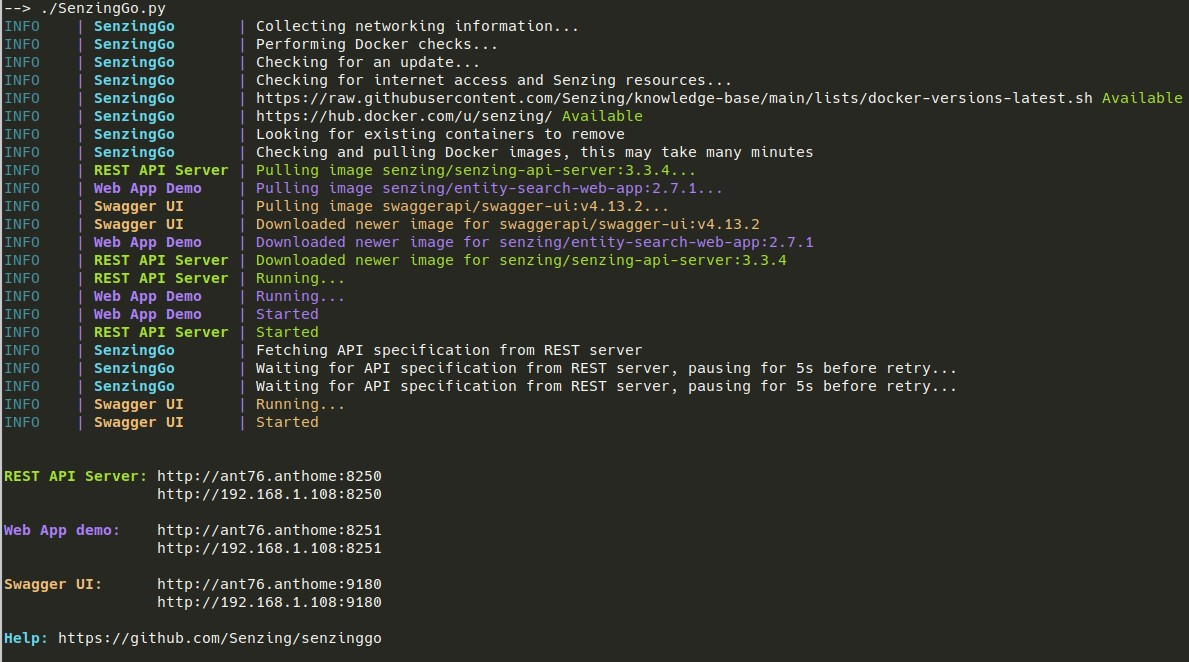 --> ./SenzingGo.py
INFO    | SenzingGo       | Collecting networking information...
INFO    | SenzingGo       | Performing Docker checks...
INFO    | SenzingGo       | Checking for an update...
INFO    | SenzingGo       | Checking for internet access and Senzing resources...
INFO    | SenzingGo       | https://raw.githubusercontent.com/Senzing/knowledge-base/main/lists/docker-versions-latest.sh Available
INFO    | SenzingGo       | https://hub.docker.com/u/senzing/ Available
INFO    | SenzingGo       | Looking for existing containers to remove
INFO    | SenzingGo       | Checking and pulling Docker images, this may take many minutes
INFO    | REST API Server | Pulling image senzing/senzing-api-server:3.3.4...
INFO    | Web App Demo    | Pulling image senzing/entity-search-web-app:2.7.1...
INFO    | Swagger UI      | Pulling image swaggerapi/swagger-ui:v4.13.2...
INFO    | Swagger UI      | Downloaded newer image for swaggerapi/swagger-ui:v4.13.2
INFO    | Web App Demo    | Downloaded newer image for senzing/entity-search-web-app:2.7.1
INFO    | REST API Server | Downloaded newer image for senzing/senzing-api-server:3.3.4
INFO    | REST API Server | Running...
INFO    | Web App Demo    | Running...
INFO    | Web App Demo    | Started
INFO    | REST API Server | Started
INFO    | SenzingGo       | Fetching API specification from REST server
INFO    | SenzingGo       | Waiting for API specification from REST server, pausing for 5s before retry...
INFO    | SenzingGo       | Waiting for API specification from REST server, pausing for 5s before retry...
INFO    | Swagger UI      | Running...
INFO    | Swagger UI      | Started
REST API Server: http://ant76.anthome:8250
http://192.168.1.108:8250
Web App demo:    http://ant76.anthome:8251
http://192.168.1.108:8251
Swagger UI:      http://ant76.anthome:9180
http://192.168.1.108:9180
Help: https://github.com/Senzing/senzinggo